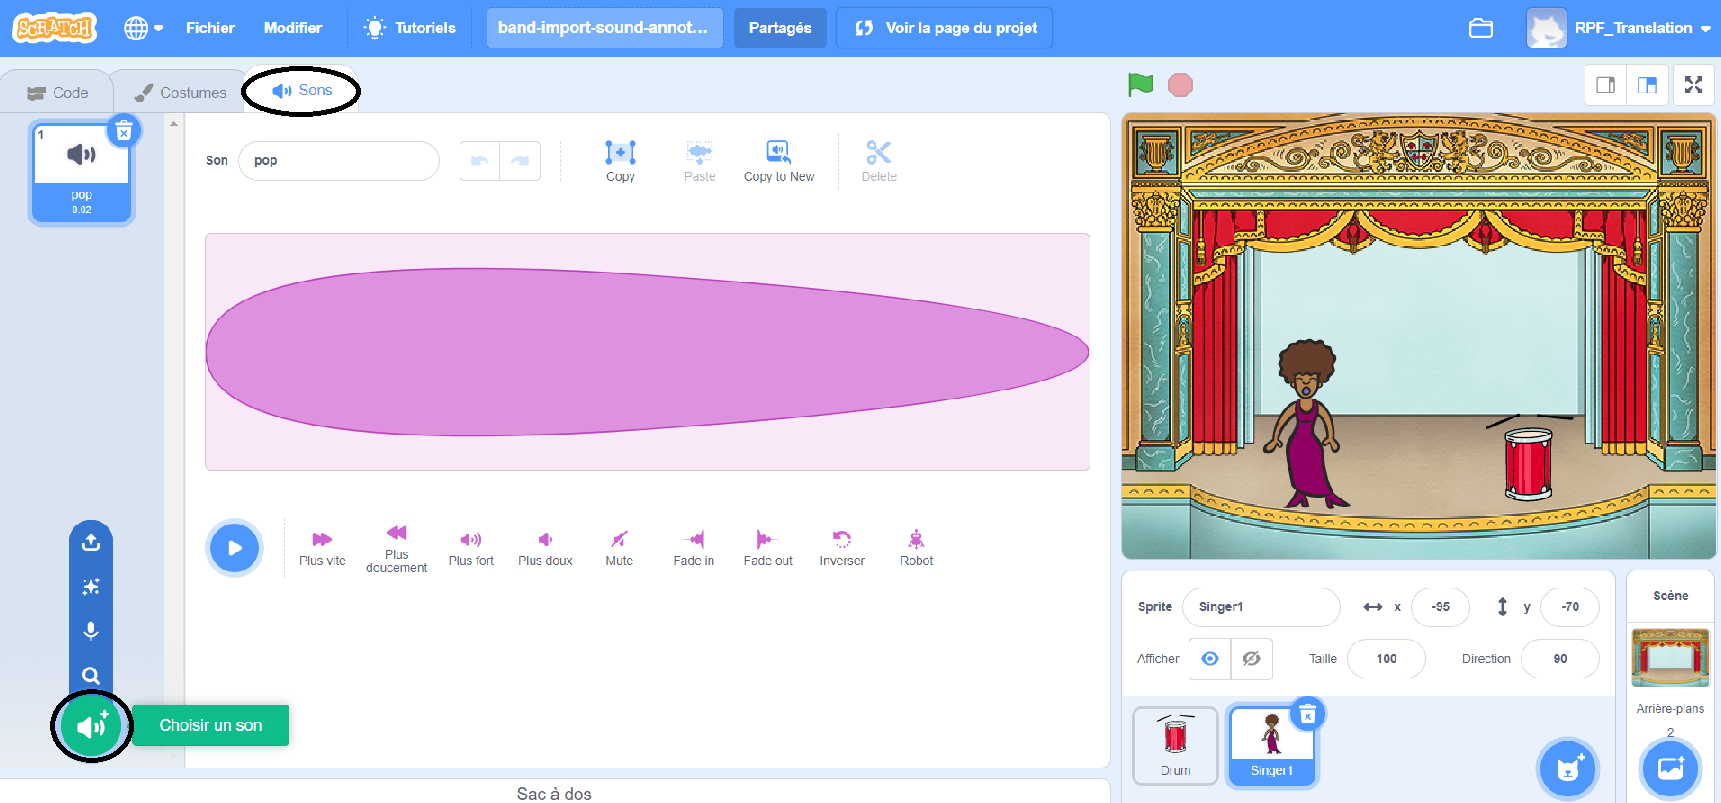 SCRATCH
Fichier
Modifier
Tutoriels
band-import-sound-annot...
Partagés
Voir la page du projet
RPF_Translation
Code
Costumes
Sons
1
pop
0.02
Son
pop
Copy
Paste
Copy to New
Delete
Plus vite
Plus
doucement
Plus fort
Plus doux
Mute
Fade in
Fade out
Inverser
Robot
Choisir un son
Sac à dos
Sprite
Singer1
x
-95
y
-70
Afficher
Taille
100
Direction
90
Drum
Singer1
Scène
Arrière-plans
2